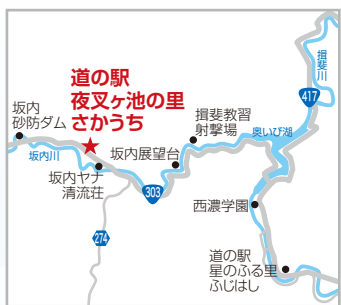 道の駅
夜叉ヶ池の里
さかうち
坂内
砂防ダム
坂内川
坂内ヤナ
清流荘
坂内展望台
揖斐教習
射撃場
奥いび湖
揖斐川
417
303
274
西濃学園
道の駅
星のふる里
ふじはし